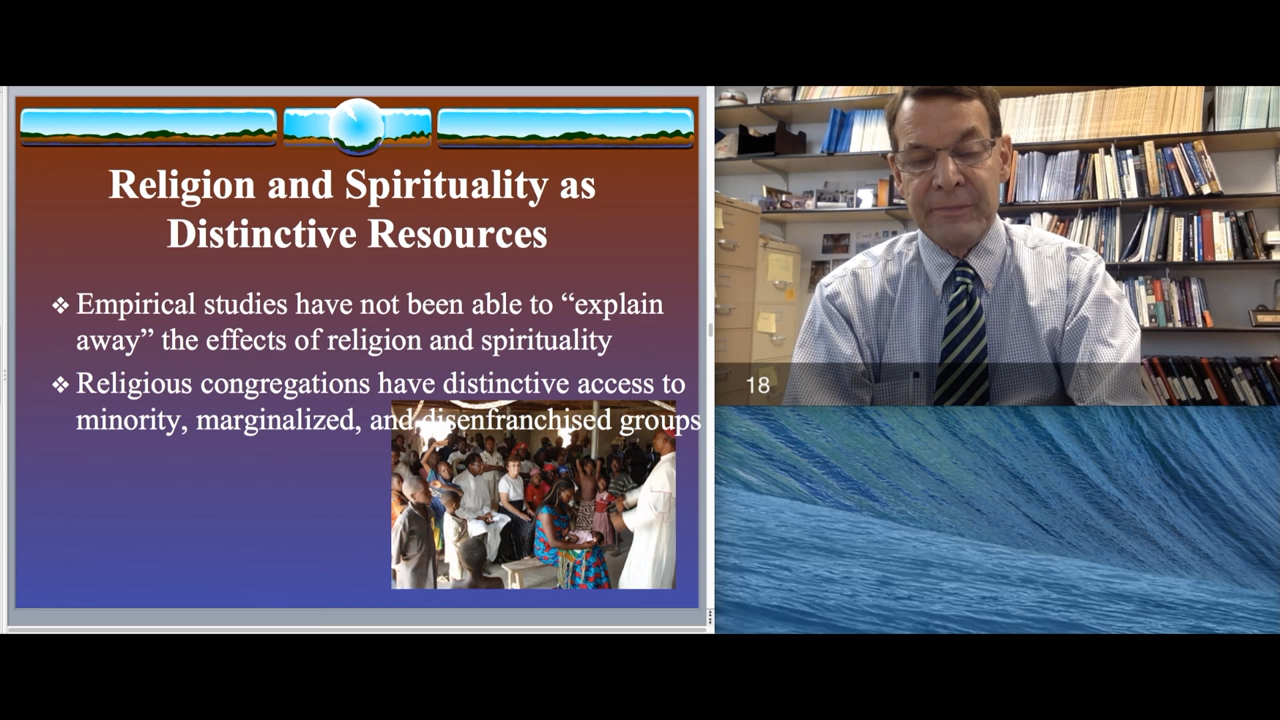 Religion and Spirituality as
Distinctive Resources
❖ Empirical studies have not been able to “explain
away” the effects of religion and spirituality
❖ Religious congregations have distinctive access to
minority, marginalized, and disenfranchised groups
18